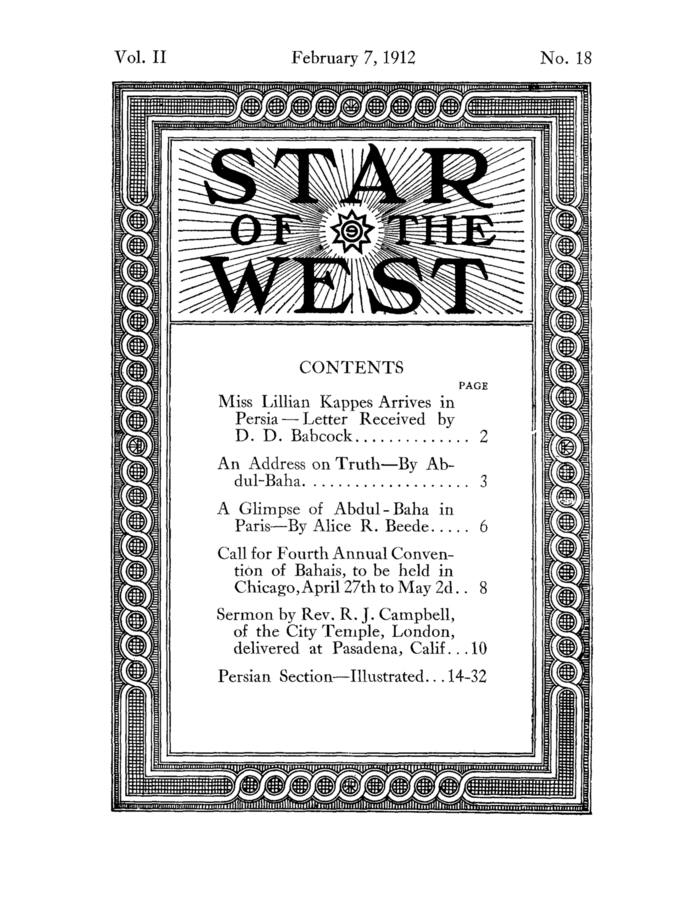 Vol. II February 7, 1912 No. 18
STAR
OF THE
WEST
CONTENTS
PAGE
Miss Lillian Kappes Arrives in
Persia — Letter Received by
D. D. Babcock.............. 2
An Address on Truth—By Ab-
dul-Baha.................... 3
A Glimpse of Abdul-Baha in
Paris—By Alice R. Beede..... 6
Call for Fourth Annual Conven-
tion of Bahais, to be held in
Chicago, April 27th to May 2d.. 8
Sermon by Rev. R. J. Campbell,
of the City Temple, London,
delivered at Pasadena, Calif...10
Persian Section—Illustrated...14-32